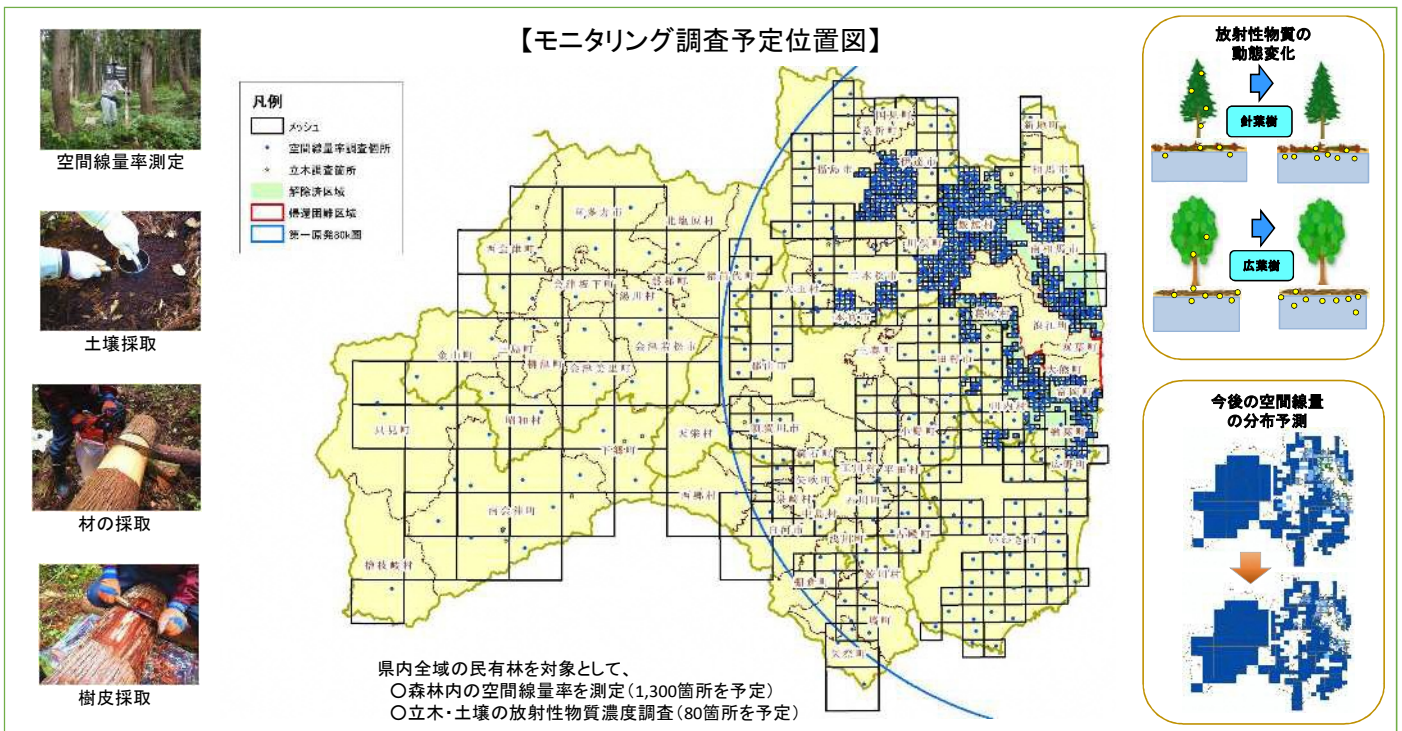 【モニタリング調査予定位置図】
空間線量率測定
土壌採取
材の採取
樹皮採取
凡例
メッシュ
空間線量率調査個所
立木調査箇所
解除済区域
帰還困難区域
第一原発80k圏
国見町
桑折町
伊達市
新地町
福島市
相馬市
飯舘村
川俣町
南相馬市
喜多方市
北塩原村
西会津町
磐梯町
猪苗代町
会津坂下町
湯川村
二本松市
大玉村
本宮市
葛尾村
浪江町
双葉町
大熊町
富岡町
金山町
三島町
柳津町
会津美里町
会津若松市
郡山市
三春町
田村市
川内村
楢葉町
広野町
只見町
昭和村
下郷町
天栄村
須賀川市
鏡石町
小野町
玉川村
平田村
矢吹町
泉崎村
中島村
石川町
西郷村
白河市
浅川町
古殿町
いわき市
南会津町
檜枝岐村
棚倉町
鮫川村
塙町
矢祭町
県内全域の民有林を対象として、
○森林内の空間線量率を測定(1,300箇所を予定)
○立木・土壌の放射性物質濃度調査(80箇所を予定)
放射性物質の
動態変化
針葉樹
広葉樹
今後の空間線量
の分布予測